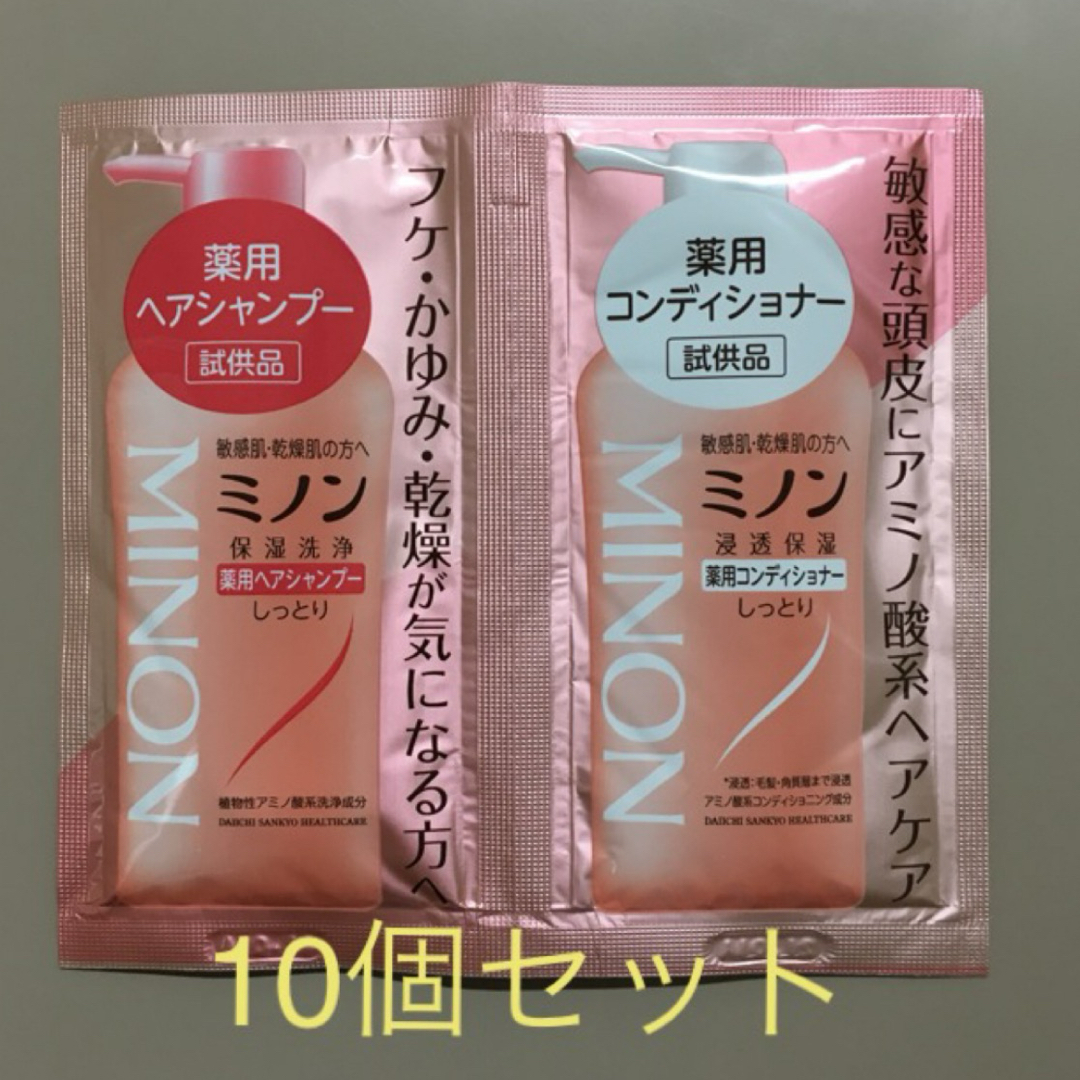 薬用
ヘアシャンプー
試供品
フケ・かゆみ・乾燥が気になる方へ
敏感肌・乾燥肌の方へ
ミノン
保湿洗浄
薬用ヘアシャンプー
しっとり
MINON
植物性アミノ酸系洗浄成分
DAIICHI SANKYO HEALTHCARE
薬用
コンディショナー
試供品
敏感な頭皮にアミノ酸系ヘアケア
敏感肌・乾燥肌の方へ
ミノン
浸透保湿
薬用コンディショナー
しっとり
MINON
*浸透:毛髪・角質層まで浸透
アミノ酸系コンディショニング成分
DAIICHI SANKYO HEALTHCARE
10個セット